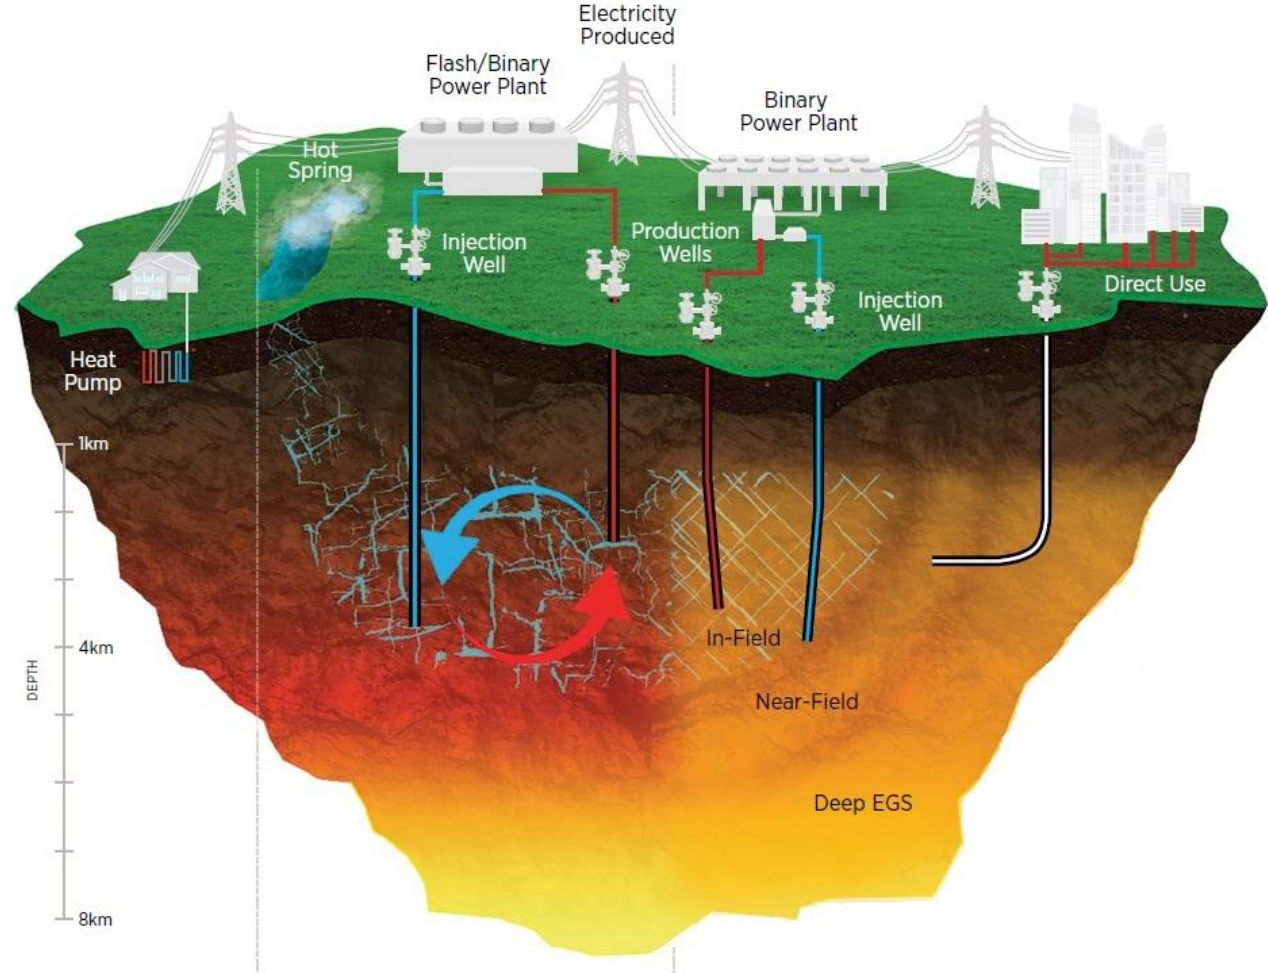 Electricity
Produced
Flash/Binary
Power Plant
Binary
Power Plant
Hot
Spring
Injection
Well
Production
Wells
Injection
Well
Direct Use
Heat
Pump
1km
In-Field
4km
DEPTH
Near-Field
Deep EGS
8km